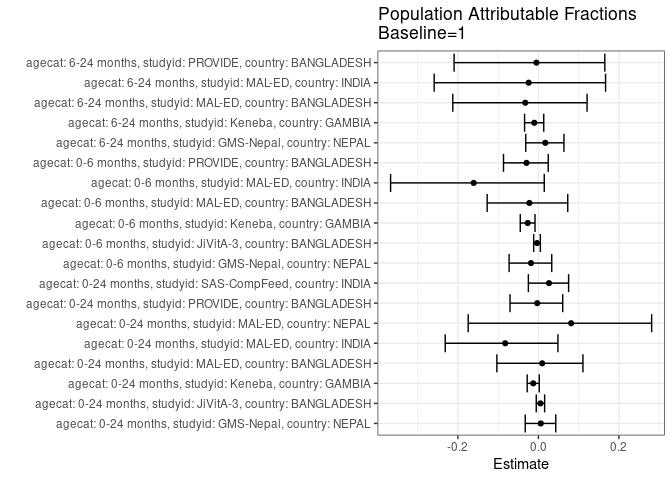 Population Attributable Fractions
Baseline=1
agecat: 6-24 months, studyid: PROVIDE, country: BANGLADESH
agecat: 6-24 months, studyid: MAL-ED, country: INDIA
agecat: 6-24 months, studyid: MAL-ED, country: BANGLADESH
agecat: 6-24 months, studyid: Keneba, country: GAMBIA
agecat: 6-24 months, studyid: GMS-Nepal, country: NEPAL
agecat: 0-6 months, studyid: PROVIDE, country: BANGLADESH
agecat: 0-6 months, studyid: MAL-ED, country: INDIA
agecat: 0-6 months, studyid: MAL-ED, country: BANGLADESH
agecat: 0-6 months, studyid: Keneba, country: GAMBIA
agecat: 0-6 months, studyid: JiVitA-3, country: BANGLADESH
agecat: 0-6 months, studyid: GMS-Nepal, country: NEPAL
agecat: 0-24 months, studyid: SAS-CompFeed, country: INDIA
agecat: 0-24 months, studyid: PROVIDE, country: BANGLADESH
agecat: 0-24 months, studyid: MAL-ED, country: NEPAL
agecat: 0-24 months, studyid: MAL-ED, country: INDIA
agecat: 0-24 months, studyid: MAL-ED, country: BANGLADESH
agecat: 0-24 months, studyid: Keneba, country: GAMBIA
agecat: 0-24 months, studyid: JiVitA-3, country: BANGLADESH
agecat: 0-24 months, studyid: GMS-Nepal, country: NEPAL
-0.2 0.0 0.2
Estimate